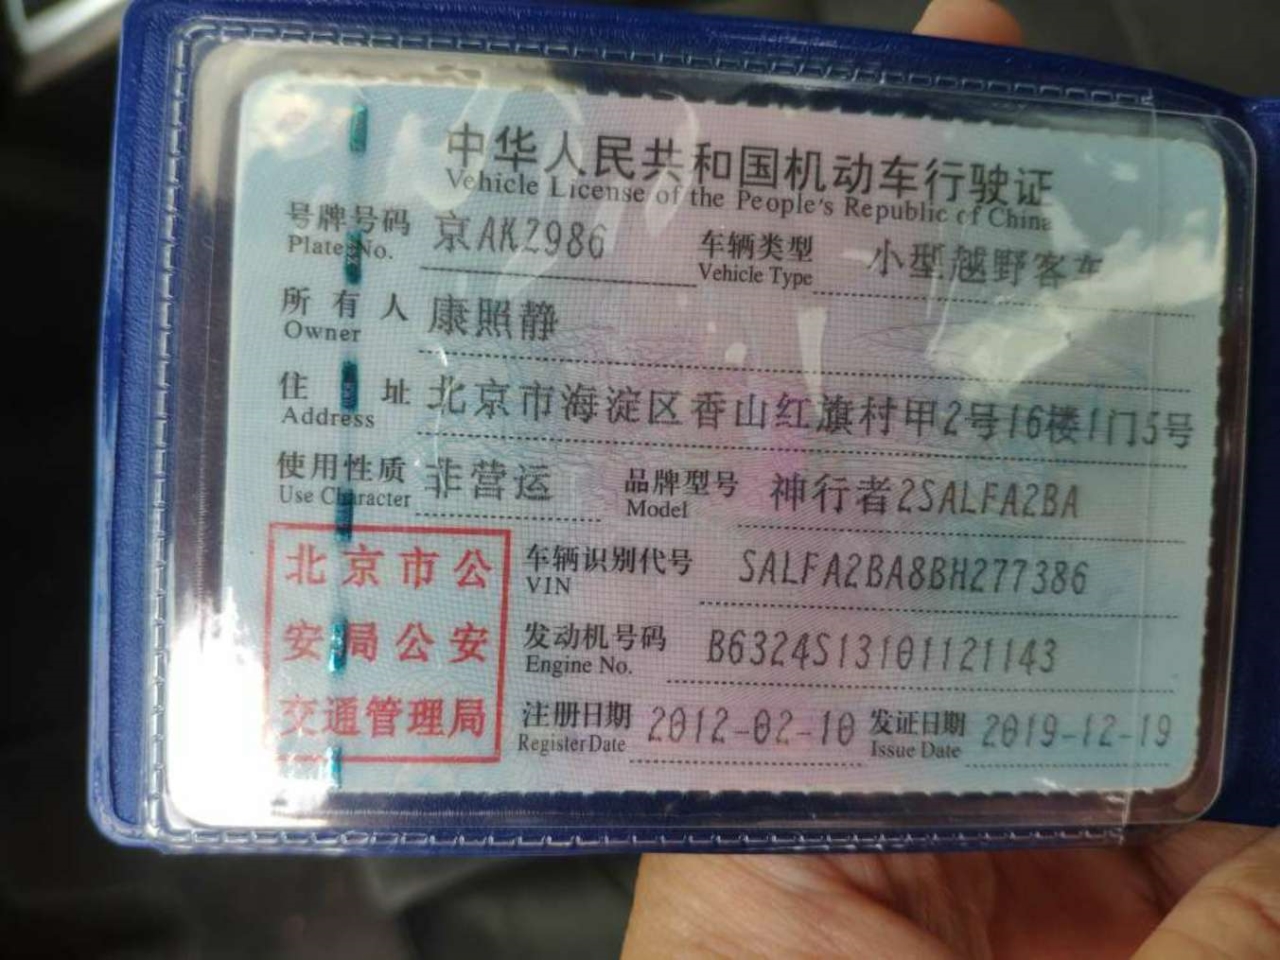 中华人民共和国机动车行驶证
Vehicle License of the People's Republic of China
号牌号码 京AK2986 车辆类型 小型越野客车
Plate No. Vehicle Type
所有人 康照静
Owner
住址 北京市海淀区香山红旗村甲2号16楼1门5号
Address
使用性质 非营运 品牌型号 神行者2SALFA2BA
Use Character Model
北京市公
安局公安
交通管理局
车辆识别代号 SALFA2BA8BH277386
VIN
发动机号码 B6324S13101121143
Engine No.
注册日期 2012-02-10 发证日期 2019-12-19
Register Date Issue Date